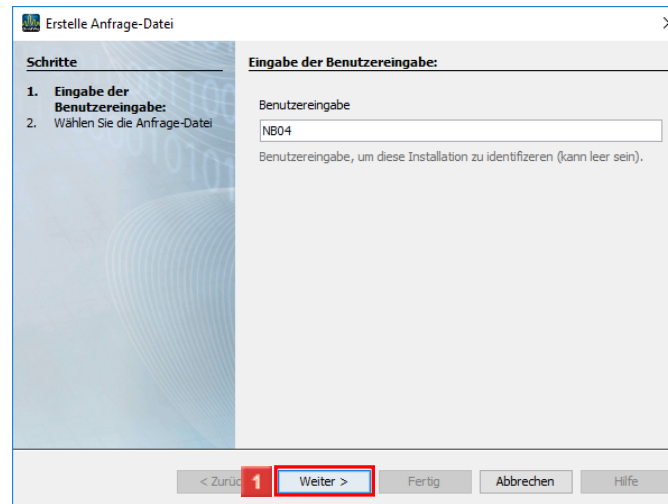 Erstelle Anfrage-Datei
Schritte
1. Eingabe der
Benutzereingabe:
2. Wählen Sie die Anfrage-Datei
Eingabe der Benutzereingabe:
Benutzereingabe
NB04
Benutzereingabe, um diese Installation zu identifizeren (kann leer sein).
< Zurüc
1
Weiter >
Fertig
Abbrechen
Hilfe